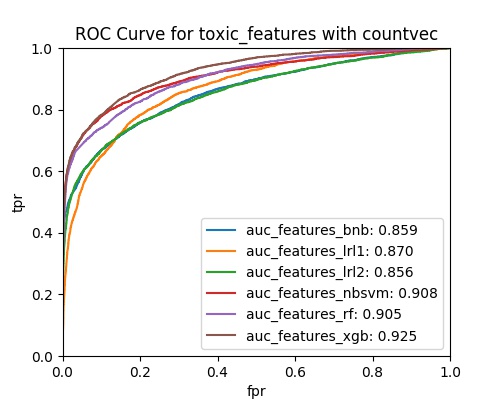 ROC Curve for toxic_features with countvec
1.0
0.8
0.6
0.4
0.2
0.0
tpr
auc_features_bnb: 0.859
auc_features_lrl1: 0.870
auc_features_lrl2: 0.856
auc_features_nbsvm: 0.908
auc_features_rf: 0.905
auc_features_xgb: 0.925
0.0 0.2 0.4 0.6 0.8 1.0
fpr